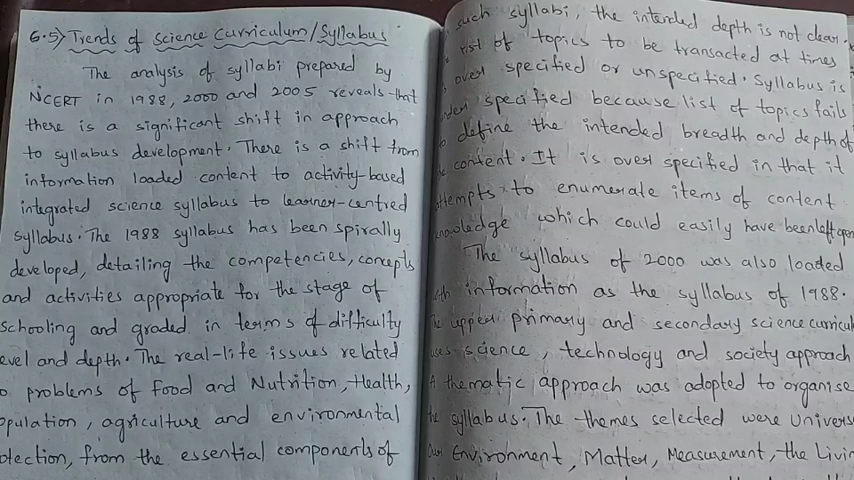 6.5) Trends of Science Curriculum/Syllabus
The analysis of syllabi prepared by
NCERT in 1988, 2000 and 2005 reveals that
there is a significant shift in approach
to syllabus development. There is a shift from
information loaded content to activity-based
integrated science syllabus to learner-centred
syllabus. The 1988 syllabus has been spirally
developed, detailing the competencies, concepts
and activities appropriate for the stage of
schooling and graded in terms of difficulty
evel and depth. The real-life issues related
o problems of Food and Nutrition, Health,
opulation, agriculture and environmental
otection, from the essential components of
such syllabi, the intended depth is not clear.
list of topics to be transacted at times
over specified or unspecified. Syllabus is
specified because list of topics fails
define the intended breadth and depth of
content. It is over specified in that it
ttempts to enumerate items of content
knowledge which could easily have been left open
The syllabus of 2000 was also loaded
ith information as the syllabus of 1988.
The upper primary and secondary science curricul
uses science, technology and society approach
A thematic approach was adopted to organise
the syllabus. The themes selected were Univers
Our Environment, Matter, Measurement, the Livin